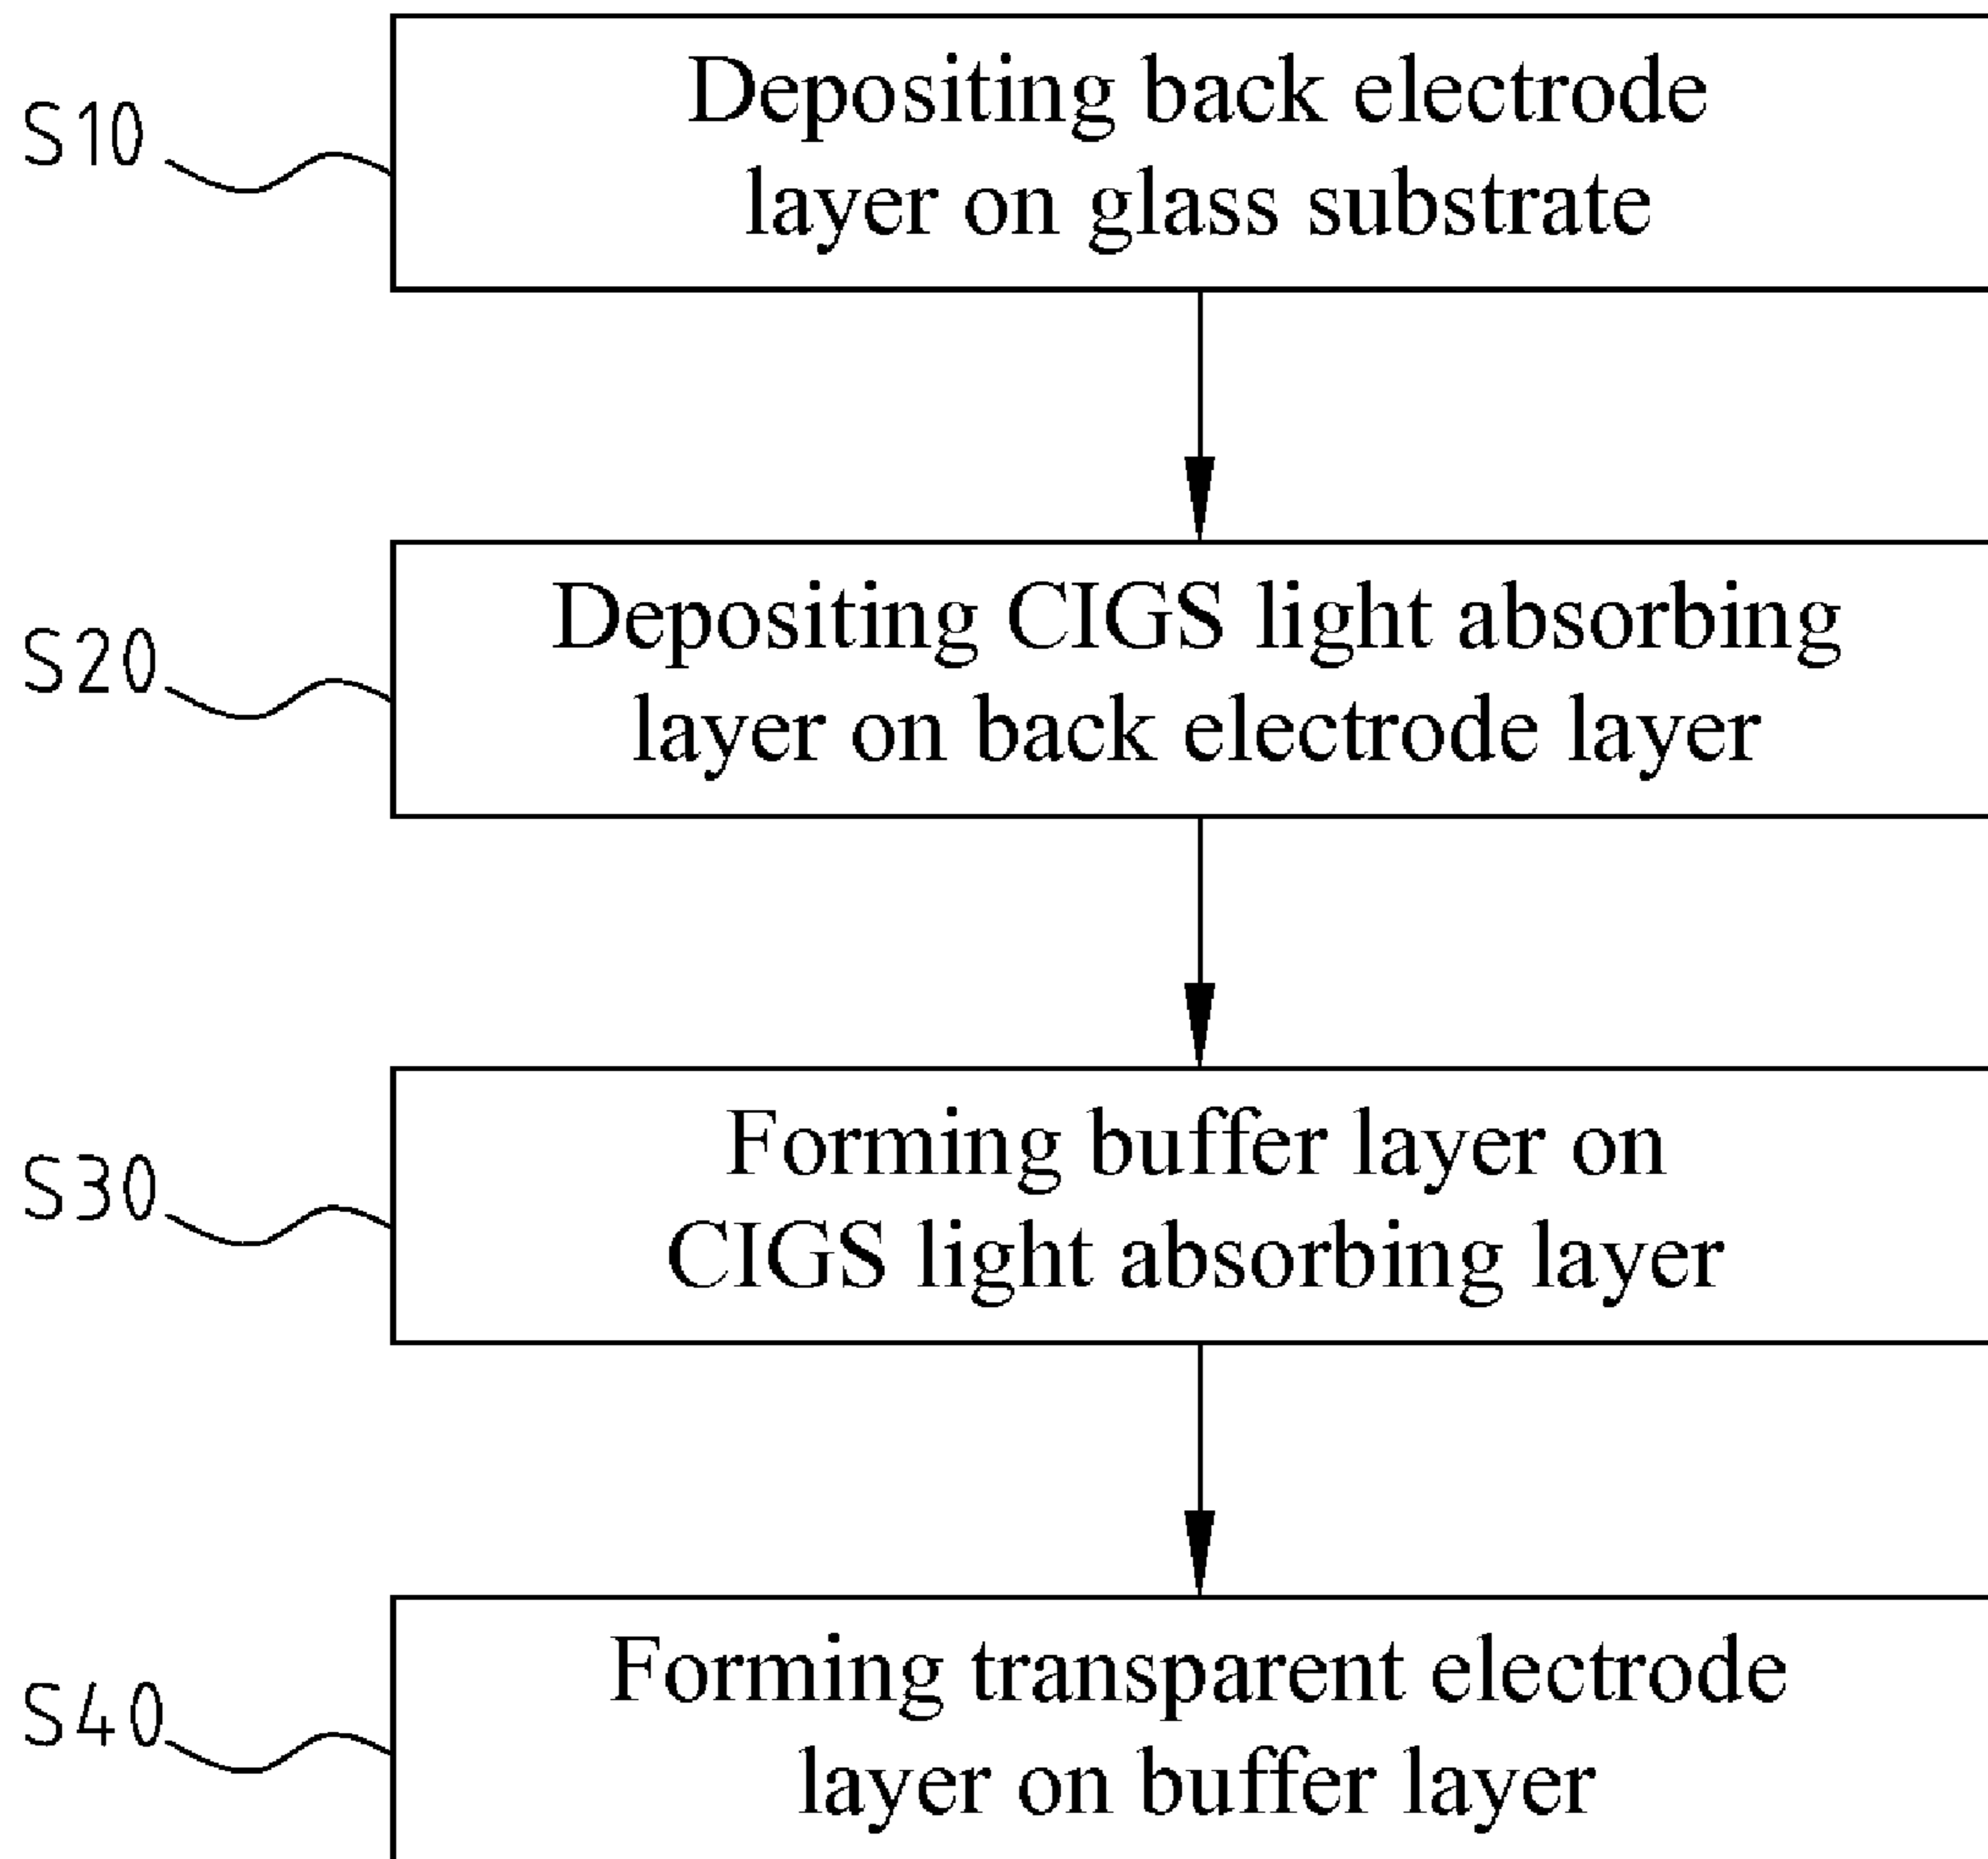 S10
Depositing back electrode
layer on glass substrate
S20
Depositing CIGS light absorbing
layer on back electrode layer
S30
Forming buffer layer on
CIGS light absorbing layer
S40
Forming transparent electrode
layer on buffer layer